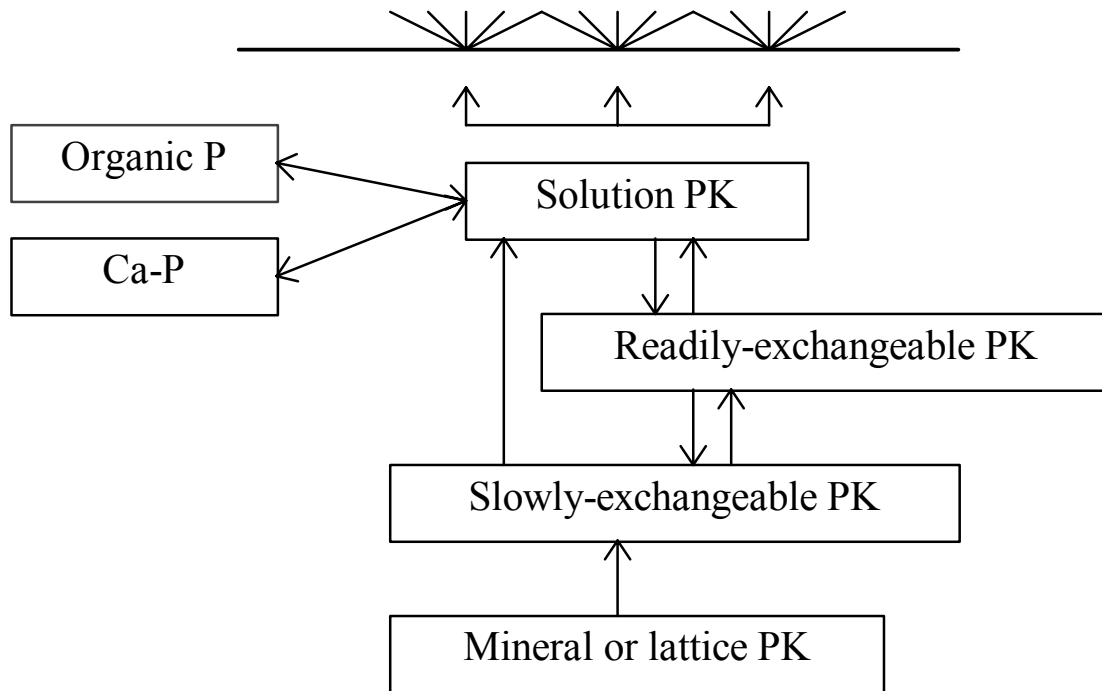 Organic P
Solution PK
Ca-P
Readily-exchangeable PK
Slowly-exchangeable PK
Mineral or lattice PK